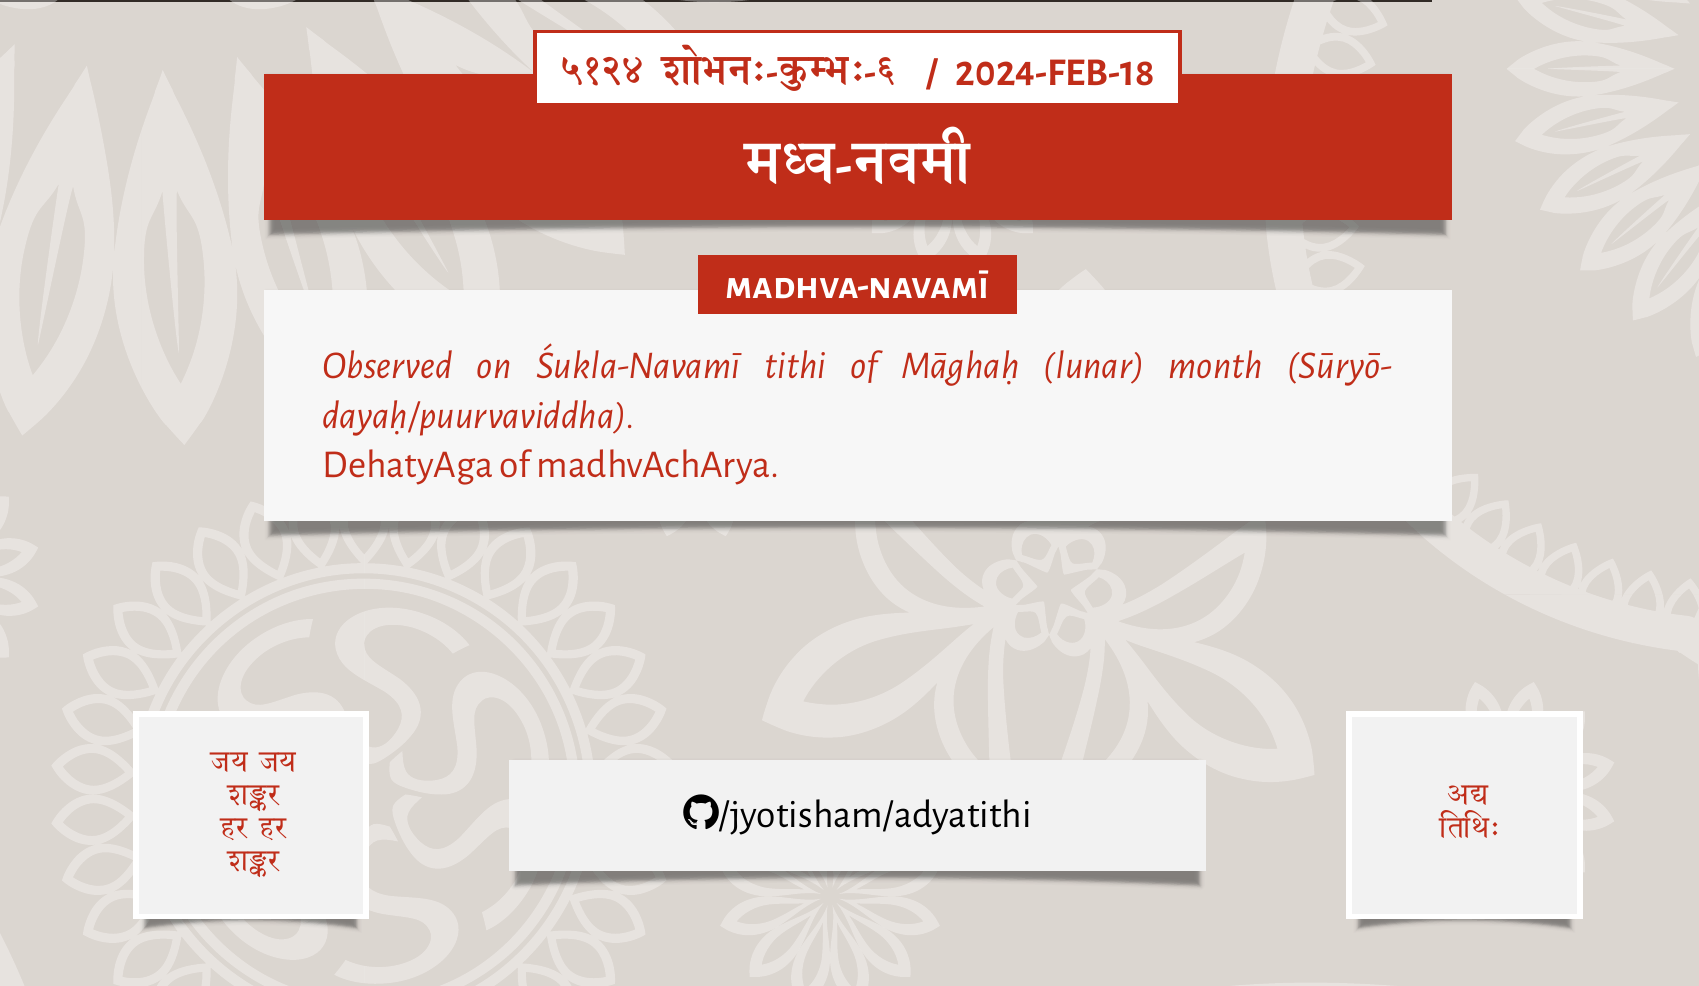 ५१२४ शोभनः-कुम्भः-६ / 2024-FEB-18
मध्व-नवमी
MADHVA-NAVAMĪ
Observed on Śukla-Navamī tithi of Māghaḥ (lunar) month (Sūryō-
dayaḥ/puurvaviddha).
DehatyAga of madhvAchArya.
जय जय
शङ्कर
हर हर
शङ्कर
/jyotisham/adyatithi
अद्य
तिथिः